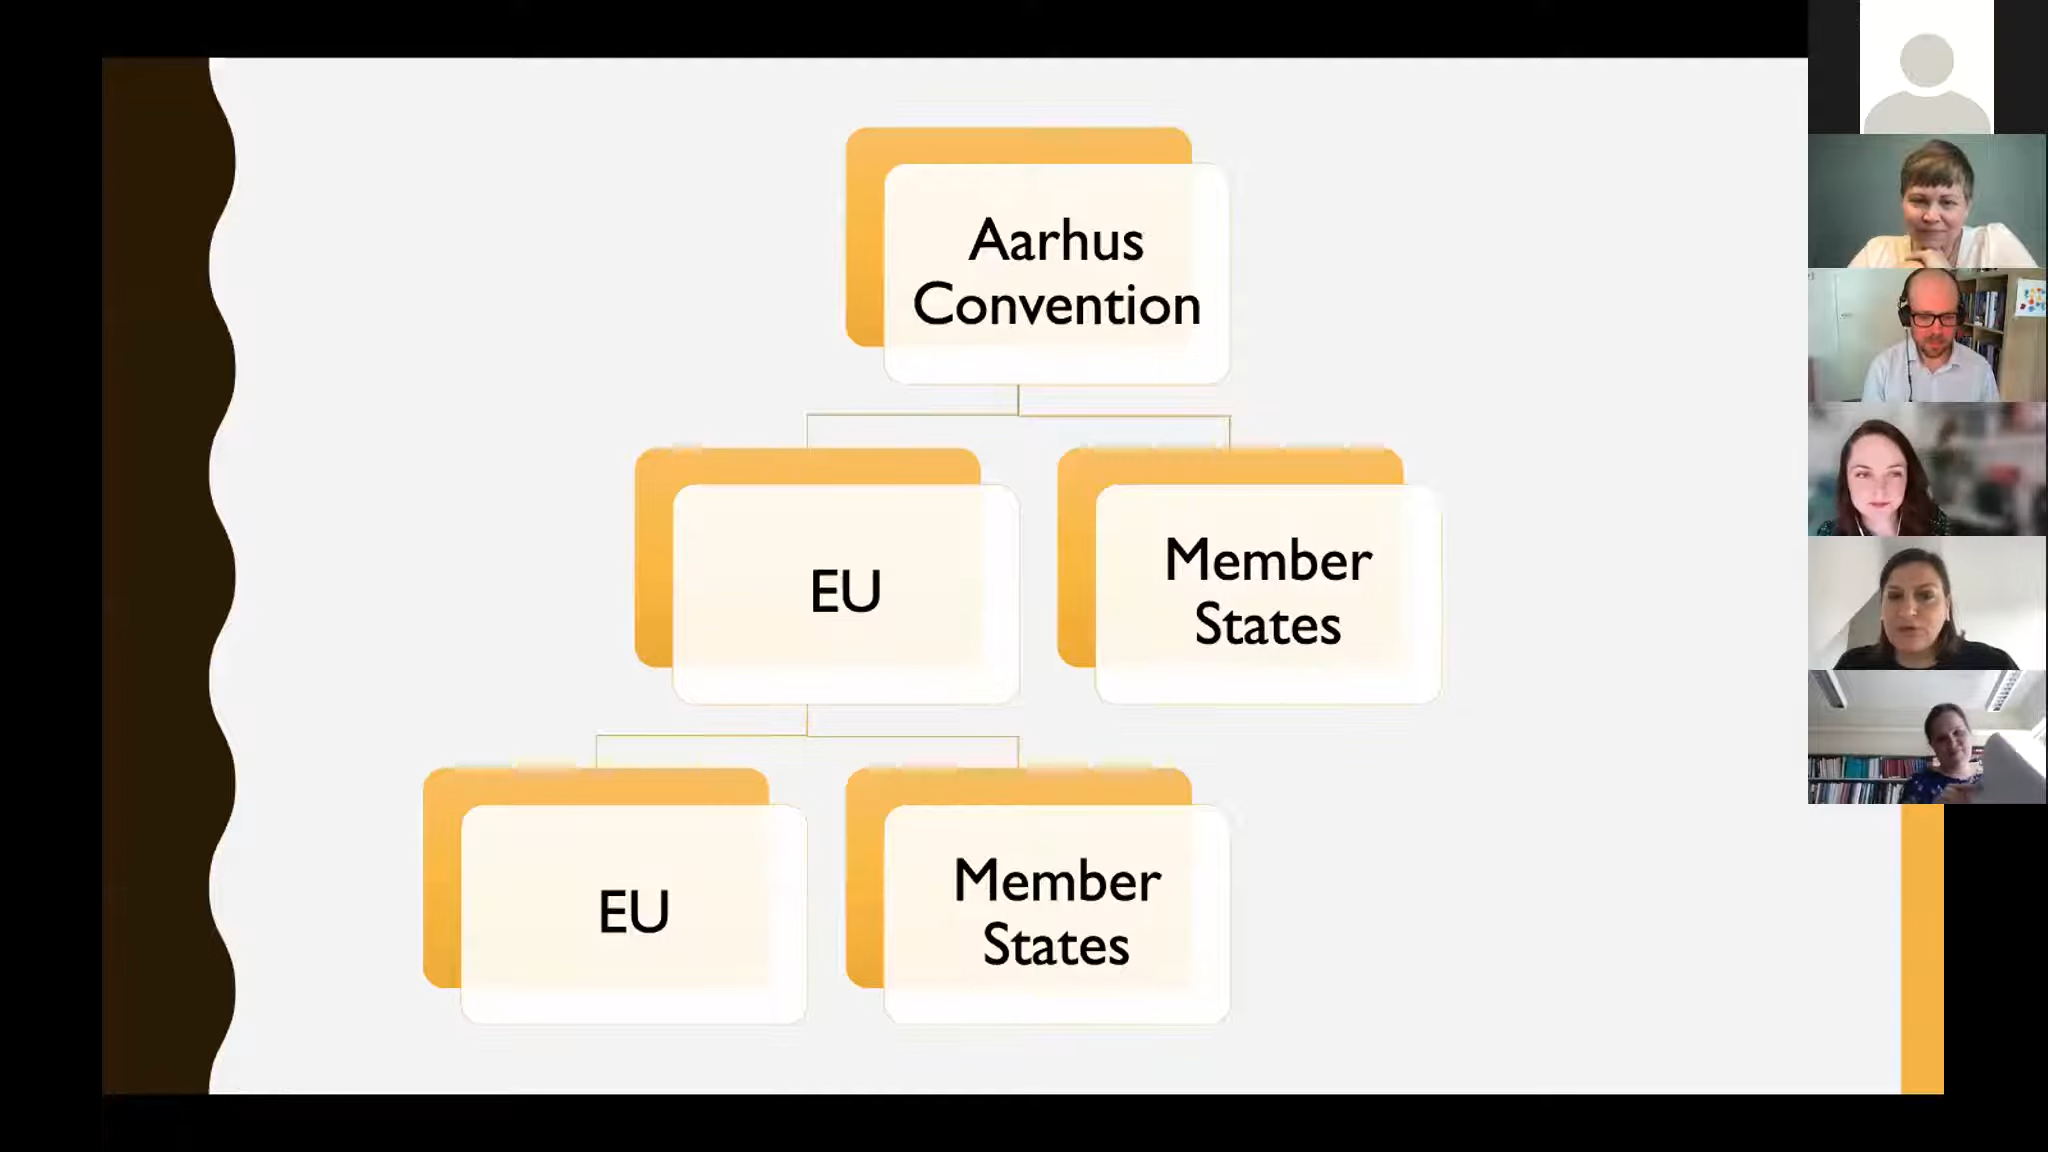 Aarhus
Convention
EU
Member
States
EU
Member
States